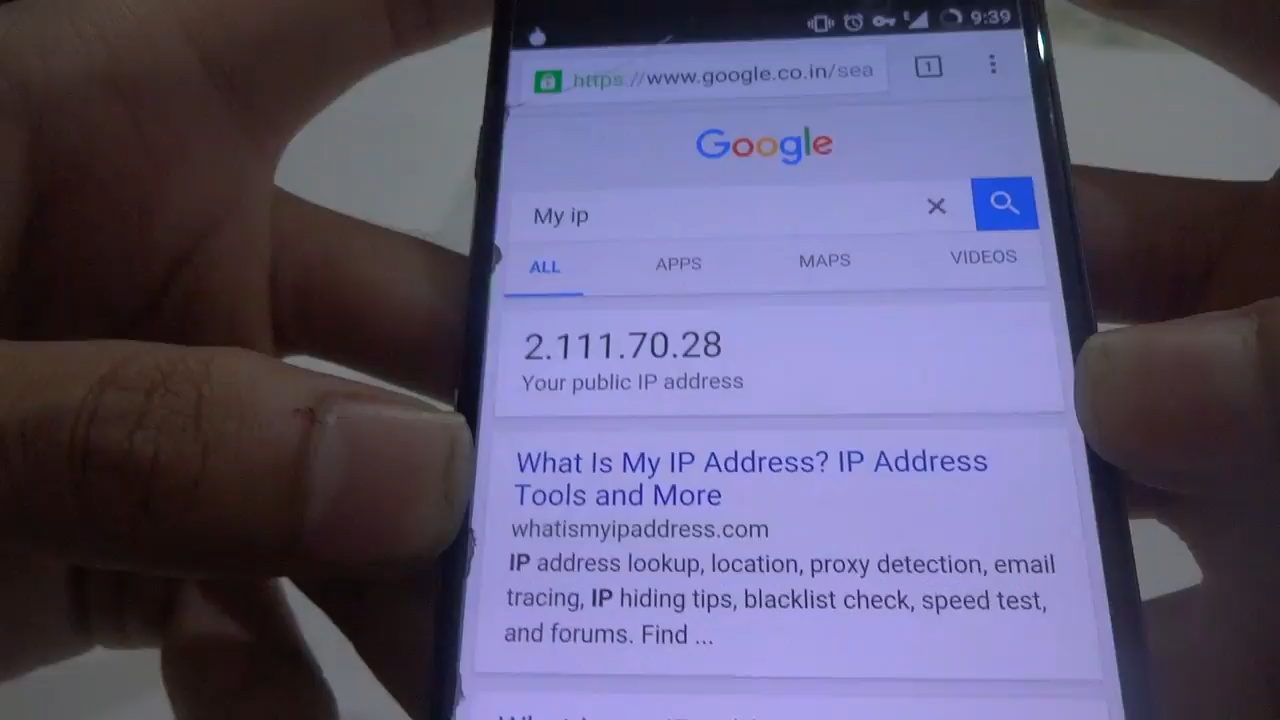 9:39
https://www.google.co.in/sea
1
Google
My ip
ALL APPS MAPS VIDEOS
2.111.70.28
Your public IP address
What Is My IP Address? IP Address
Tools and More
whatismyipaddress.com
IP address lookup, location, proxy detection, email
tracing, IP hiding tips, blacklist check, speed test,
and forums. Find ...